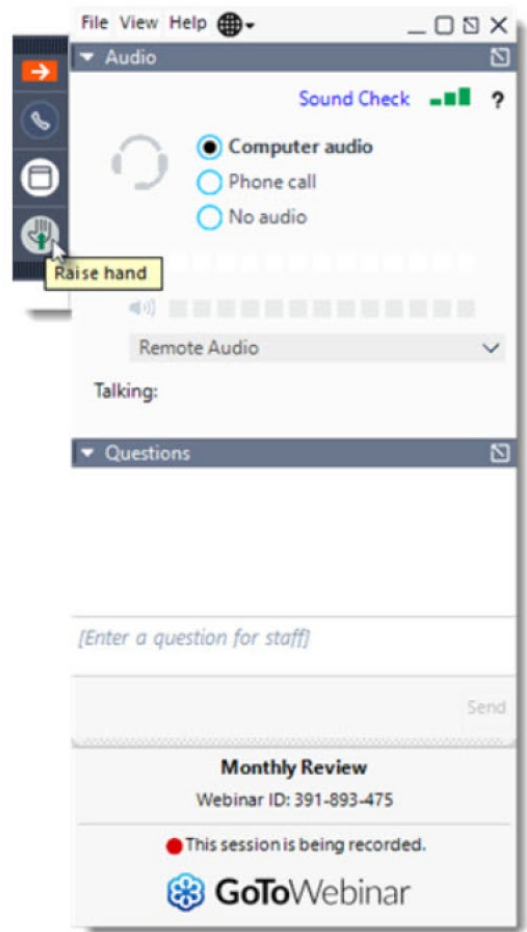 File View Help
Audio
Sound Check ?
Computer audio
Phone call
No audio
Raise hand
Remote Audio
Talking:
Questions
[Enter a question for staff]
Send
Monthly Review
Webinar ID: 391-893-475
This session is being recorded.
GoToWebinar